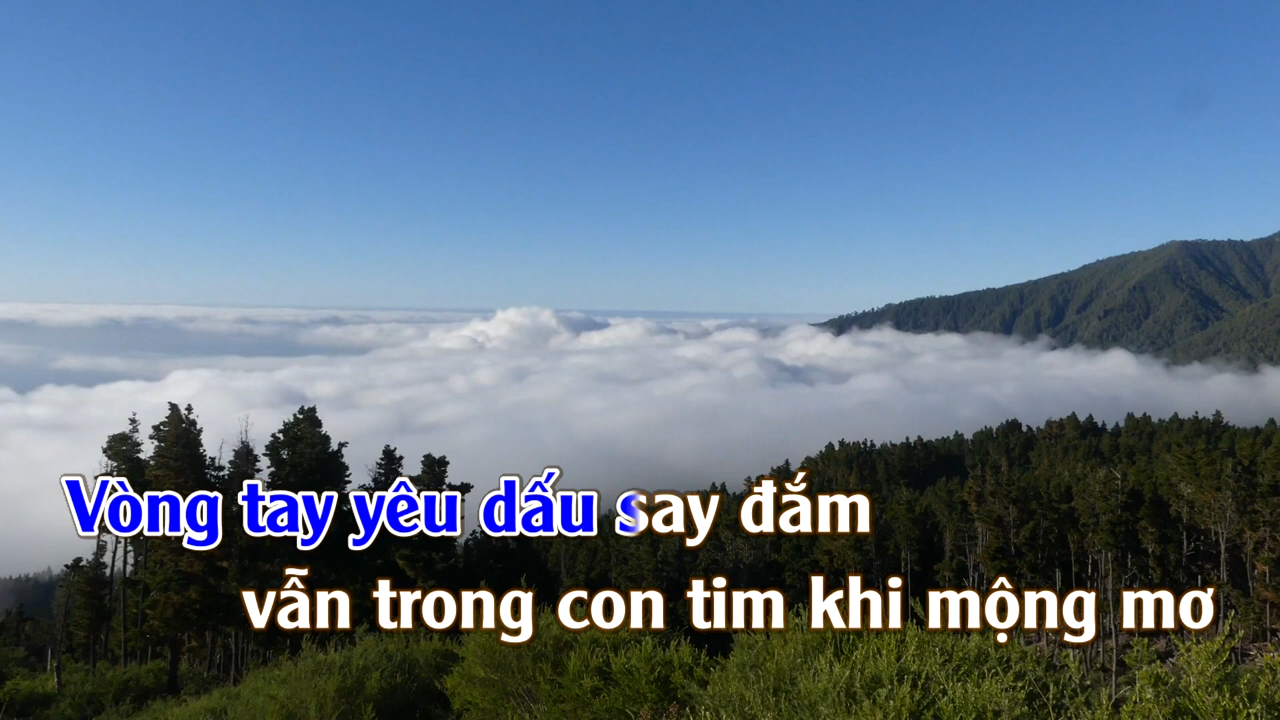 Vòng tay yêu dấu say đắm
vẫn trong con tim khi mộng mơ